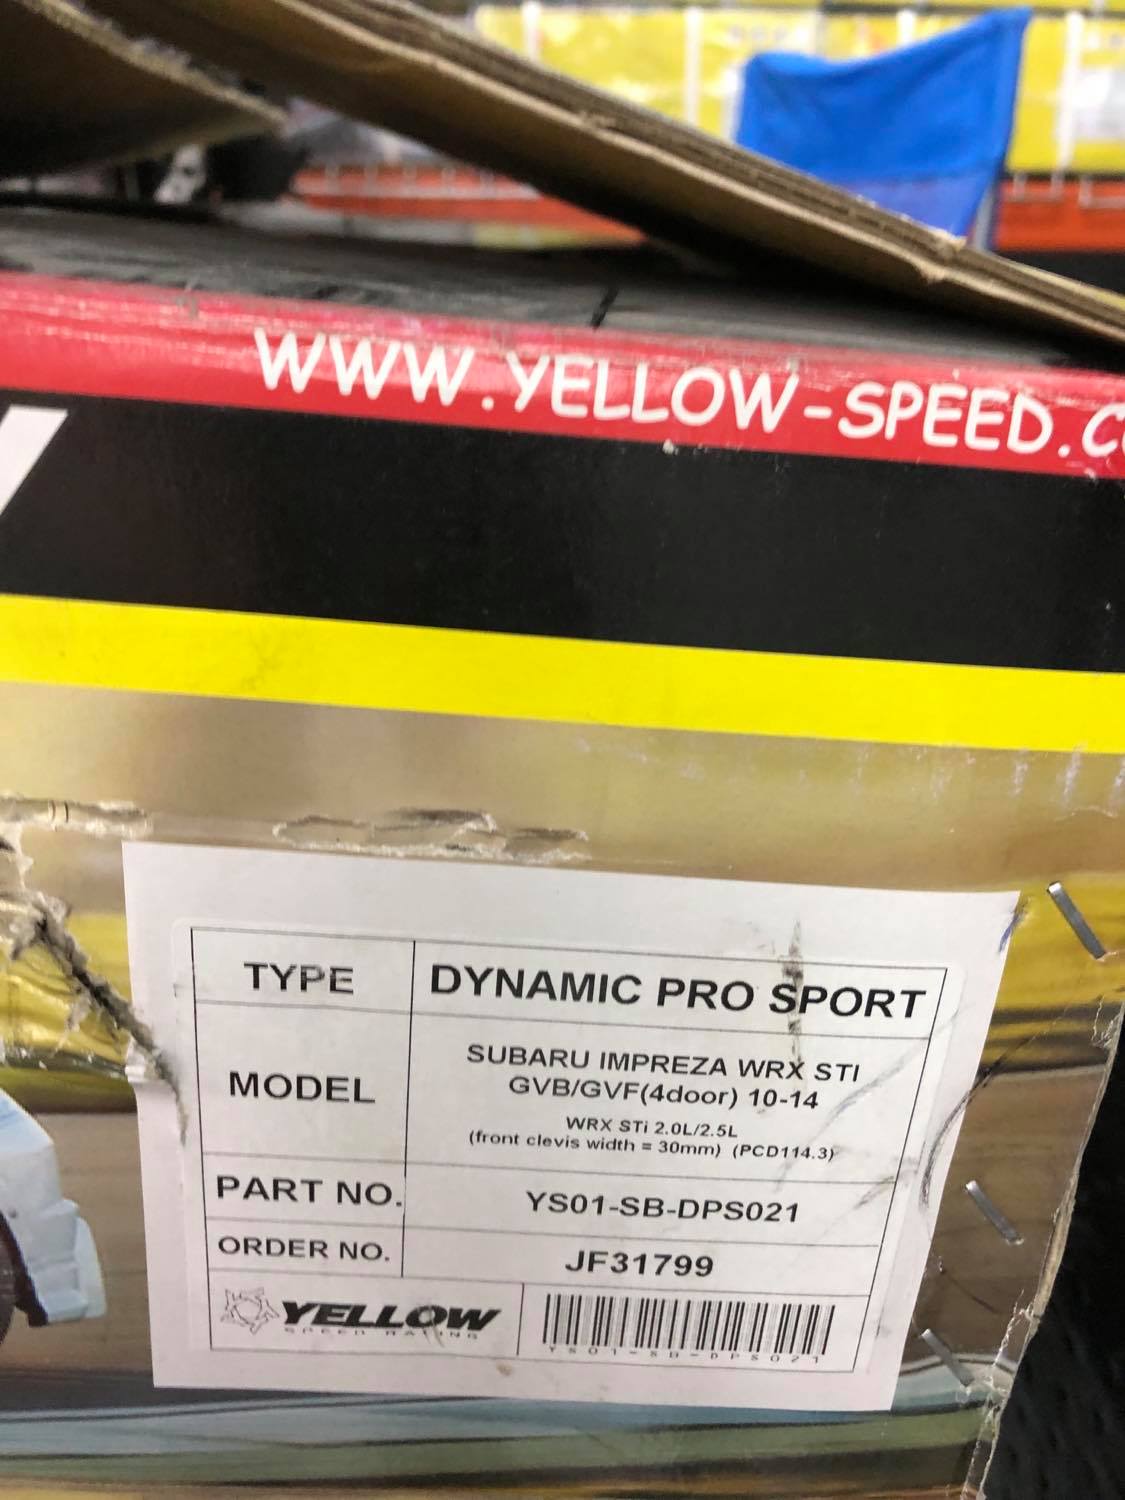 WWW.YELLOW-SPEED.C
TYPE
DYNAMIC PRO SPORT
MODEL
SUBARU IMPREZA WRX STI
GVB/GVF(4door) 10-14
WRX STi 2.0L/2.5L
(front clevis width = 30mm) (PCD114.3)
PART NO.
YS01-SB-DPS021
ORDER NO.
JF31799
YELLOW
SPEED RACING
YS01-SB-DPS021